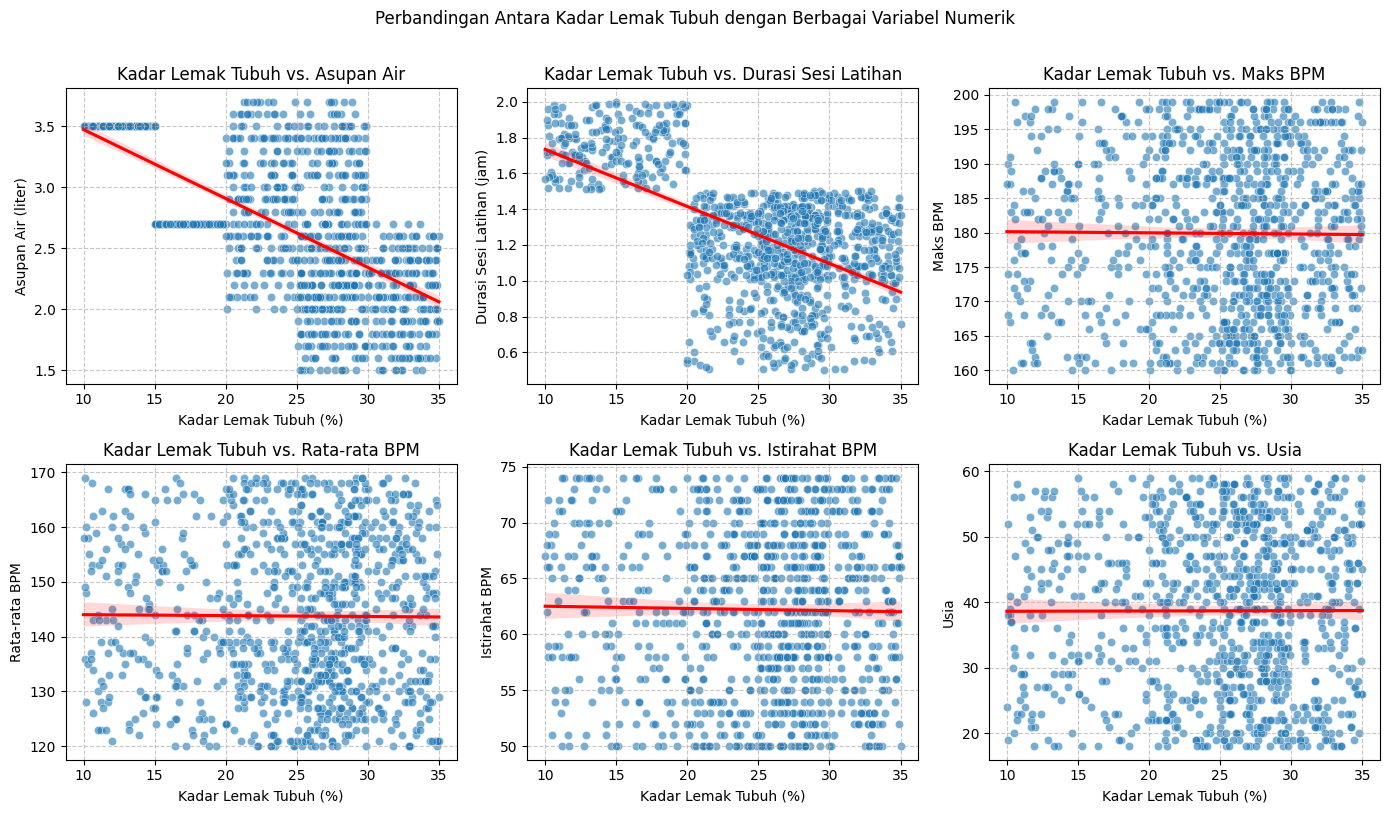 Perbandingan Antara Kadar Lemak Tubuh dengan Berbagai Variabel Numerik
Kadar Lemak Tubuh vs. Asupan Air
Asupan Air (liter)
3.5
3.0
2.5
2.0
1.5
10 15 20 25 30 35
Kadar Lemak Tubuh (%)
Kadar Lemak Tubuh vs. Durasi Sesi Latihan
Durasi Sesi Latihan (jam)
2.0
1.8
1.6
1.4
1.2
1.0
0.8
0.6
10 15 20 25 30 35
Kadar Lemak Tubuh (%)
Kadar Lemak Tubuh vs. Maks BPM
Maks BPM
200
195
190
185
180
175
170
165
160
10 15 20 25 30 35
Kadar Lemak Tubuh (%)
Kadar Lemak Tubuh vs. Rata-rata BPM
Rata-rata BPM
170
160
150
140
130
120
10 15 20 25 30 35
Kadar Lemak Tubuh (%)
Kadar Lemak Tubuh vs. Istirahat BPM
Istirahat BPM
75
70
65
60
55
50
10 15 20 25 30 35
Kadar Lemak Tubuh (%)
Kadar Lemak Tubuh vs. Usia
Usia
60
50
40
30
20
10 15 20 25 30 35
Kadar Lemak Tubuh (%)